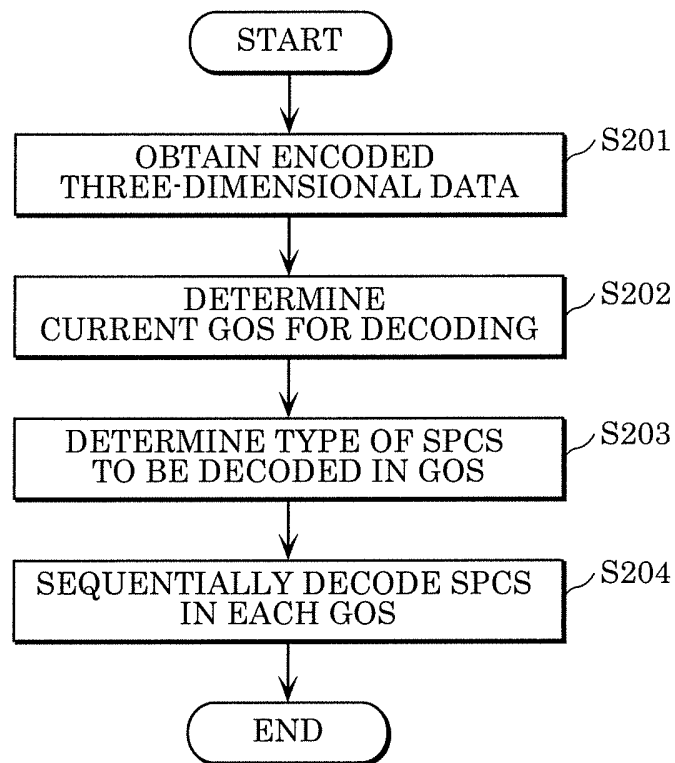 START
OBTAIN ENCODED
THREE-DIMENSIONAL DATA
S201
DETERMINE
CURRENT GOS FOR DECODING
S202
DETERMINE TYPE OF SPCS
TO BE DECODED IN GOS
S203
SEQUENTIALLY DECODE SPCS
IN EACH GOS
S204
END